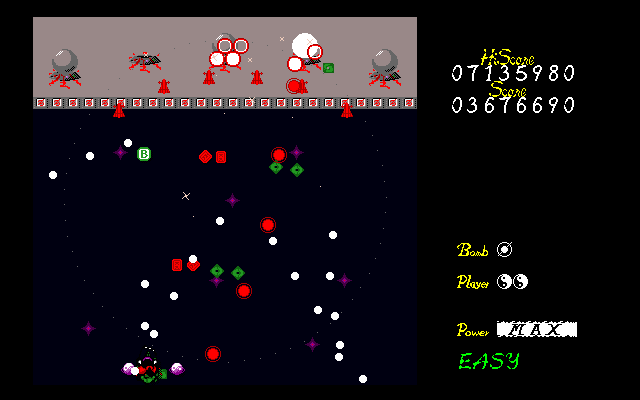 HiScore
07135980
Score
03676690
B
Bomb
Player
Power MAX
EASY